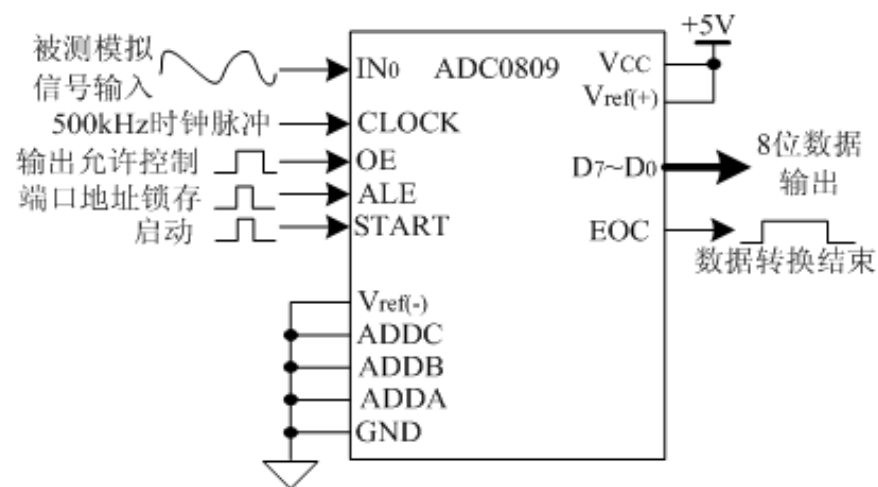 +5V
被测模拟
信号输入
IN0
ADC0809
VCC
Vref(+)
500kHz时钟脉冲
CLOCK
输出允许控制
OE
D7~D0
8位数据
输出
端口地址锁存
ALE
启动
START
EOC
数据转换结束
Vref(-)
ADDC
ADDB
ADDA
GND